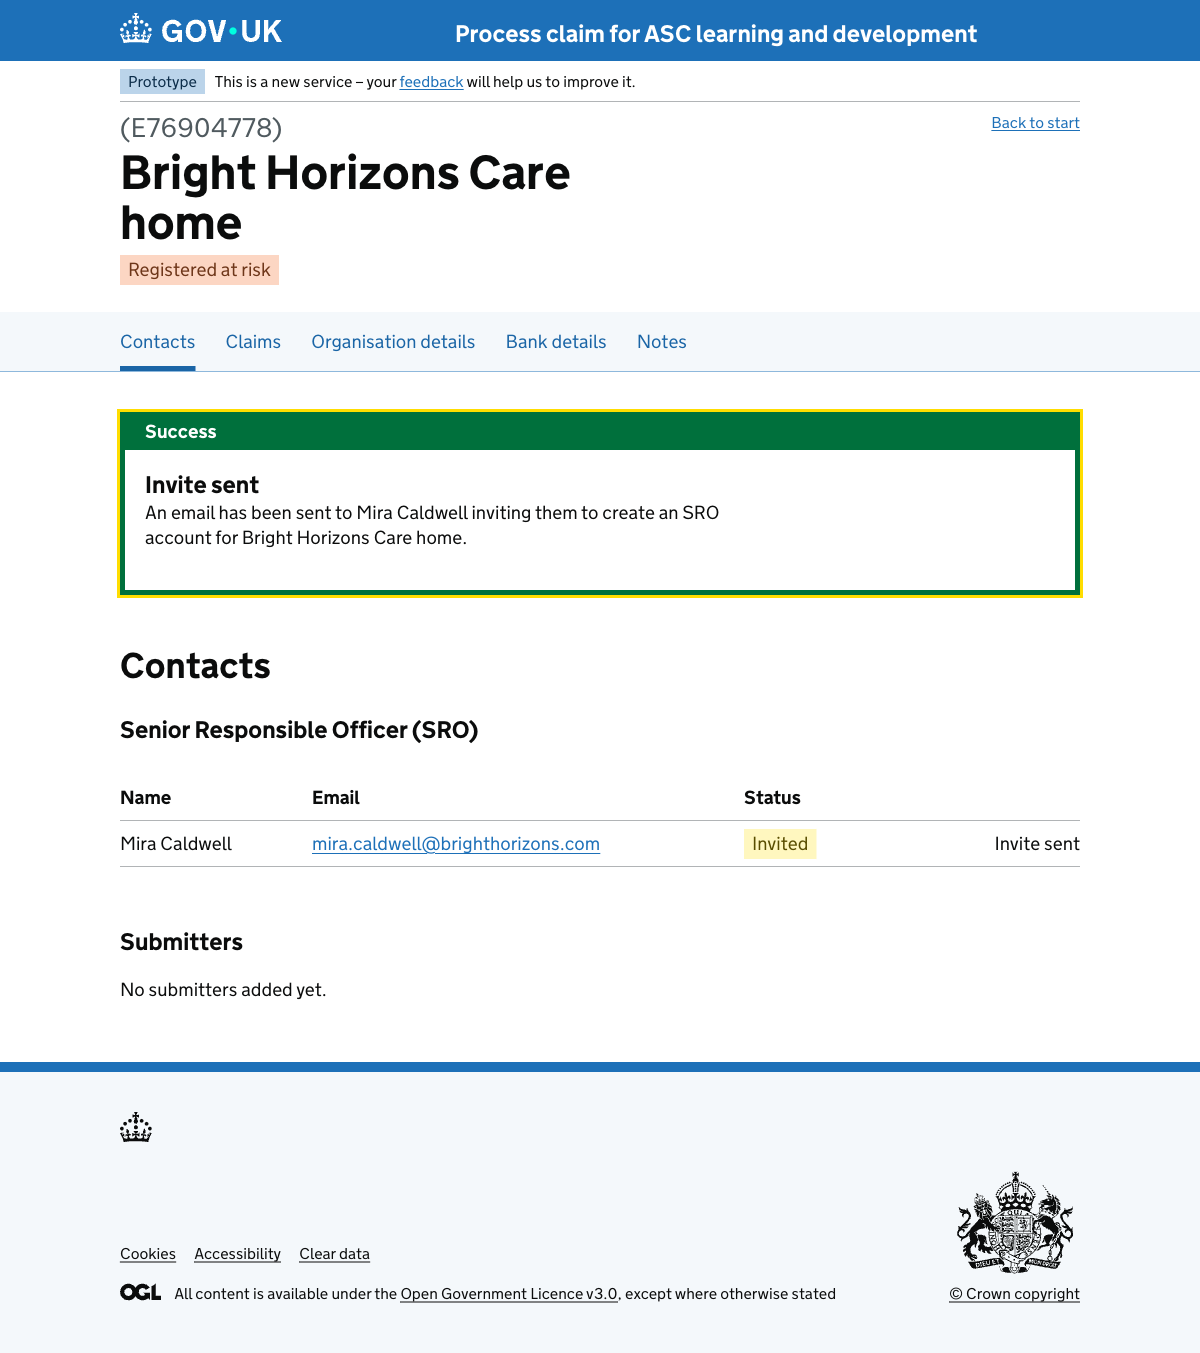 GOV·UK
Process claim for ASC learning and development
Prototype This is a new service – your feedback will help us to improve it.
(E76904778)
Back to start
Bright Horizons Care
home
Registered at risk
Contacts Claims Organisation details Bank details Notes
Success
Invite sent
An email has been sent to Mira Caldwell inviting them to create an SRO
account for Bright Horizons Care home.
Contacts
Senior Responsible Officer (SRO)
Name Email Status
Mira Caldwell mira.caldwell@brighthorizons.com Invited Invite sent
Submitters
No submitters added yet.
DIEU ET MON DROIT
Cookies Accessibility Clear data
OGL All content is available under the Open Government Licence v3.0, except where otherwise stated
© Crown copyright